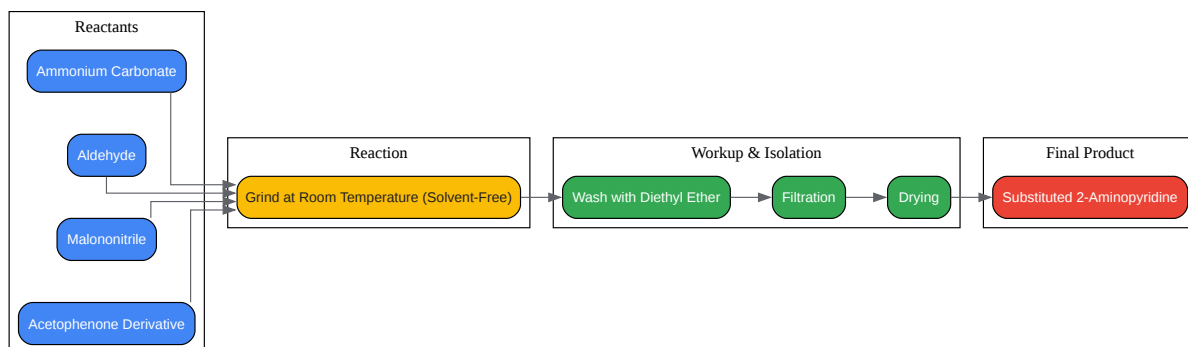 Reactants
Ammonium Carbonate
Aldehyde
Malononitrile
Acetophenone Derivative
Reaction
Grind at Room Temperature (Solvent-Free)
Workup & Isolation
Wash with Diethyl Ether
Filtration
Drying
Final Product
Substituted 2-Aminopyridine